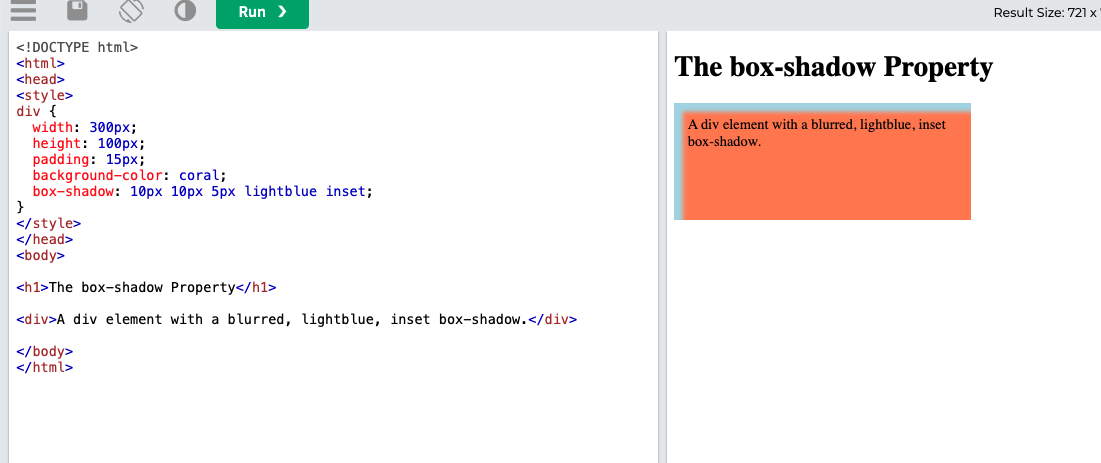 Run ❯
Result Size: 721 x
<!DOCTYPE html>
<html>
<head>
<style>
div {
  width: 300px;
  height: 100px;
  padding: 15px;
  background-color: coral;
  box-shadow: 10px 10px 5px lightblue inset;
}
</style>
</head>
<body>
<h1>The box-shadow Property</h1>
<div>A div element with a blurred, lightblue, inset box-shadow.</div>
</body>
</html>
The box-shadow Property
A div element with a blurred, lightblue, inset
box-shadow.